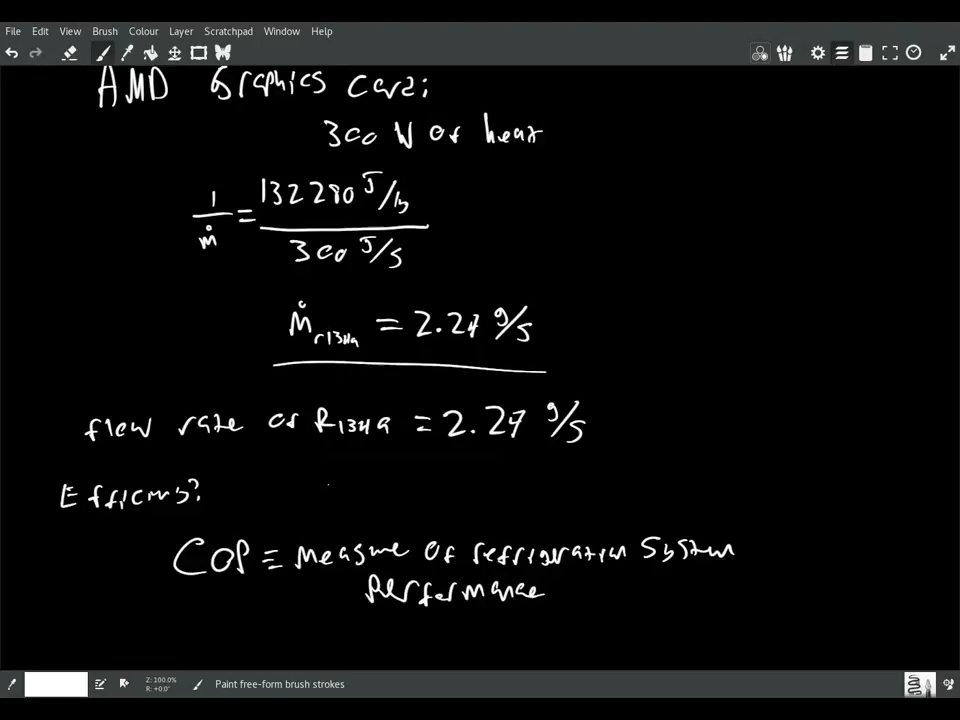 File Edit View Brush Colour Layer Scratchpad Window Help
AMD Graphics Card:
300 W of heat
1/ṁ = 132280 J/kg / 300 J/s
ṁ r134a = 2.27 g/s
flow rate of R134a = 2.27 g/s
Efficiency?
COP ≡ measure of refrigeration system
performance
Z: 100.0%
R: +0.0°
Paint free-form brush strokes